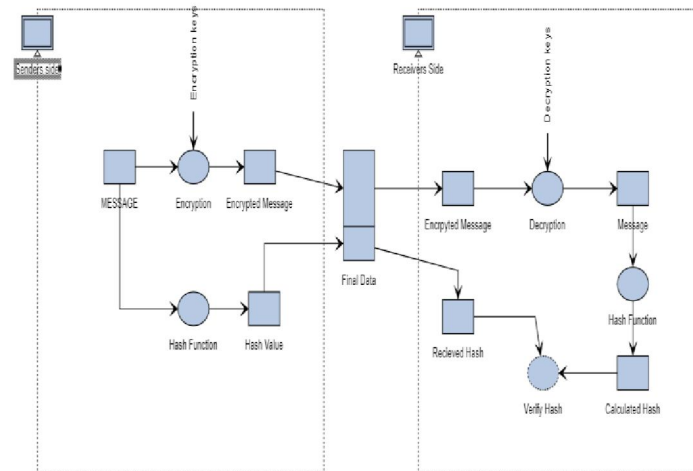 Senders side
Encryption keys
Receivers Side
Decryption keys
MESSAGE
Encryption
Encrypted Message
Encrpyted Message
Decryption
Message
Final Data
Hash Function
Hash Value
Recieved Hash
Hash Function
Verify Hash
Calculated Hash